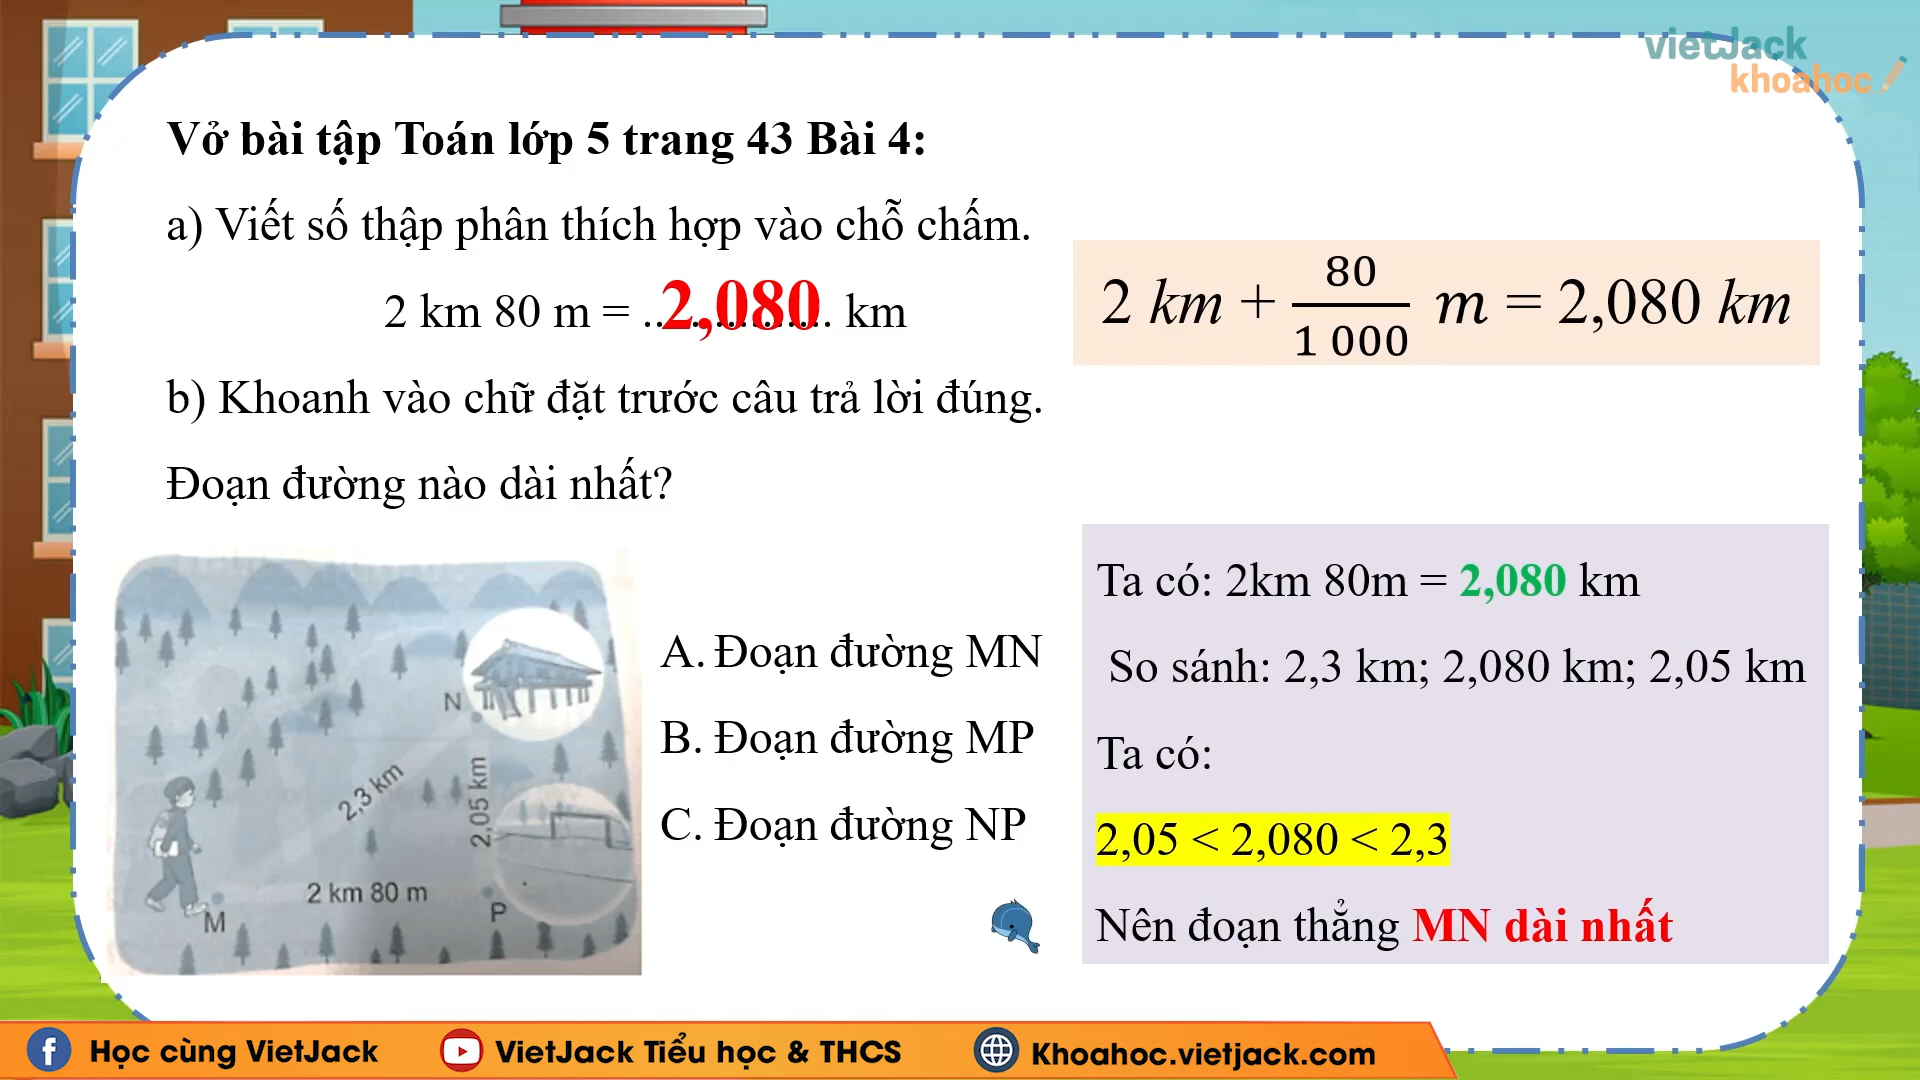 vietJack
khoahoc
Vở bài tập Toán lớp 5 trang 43 Bài 4:
a) Viết số thập phân thích hợp vào chỗ chấm.
2 km 80 m = ..2,080.. km
2 km + 80/1 000 m = 2,080 km
b) Khoanh vào chữ đặt trước câu trả lời đúng.
Đoạn đường nào dài nhất?
N
2,3 km
2,05 km
2 km 80 m
M
P
A. Đoạn đường MN
B. Đoạn đường MP
C. Đoạn đường NP
Ta có: 2km 80m = 2,080 km
So sánh: 2,3 km; 2,080 km; 2,05 km
Ta có:
2,05 < 2,080 < 2,3
Nên đoạn thẳng MN dài nhất
Học cùng VietJack
VietJack Tiểu học & THCS
Khoahoc.vietjack.com